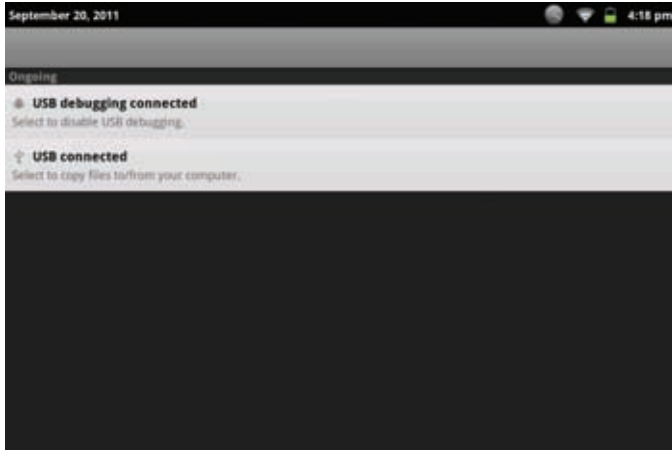 September 20, 2011 4:18 pm
Ongoing
USB debugging connected
Select to disable USB debugging.
USB connected
Select to copy files to/from your computer.